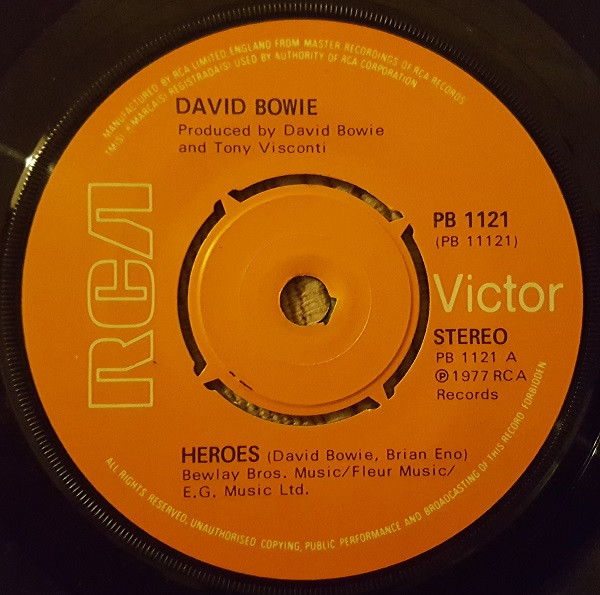 MANUFACTURED BY RCA LIMITED, ENGLAND FROM MASTER RECORDINGS OF RCA RECORDS
TM(S) ® MARCA(S) REGISTRADA(S) USED BY AUTHORITY OF RCA CORPORATION
DAVID BOWIE
Produced by David Bowie
and Tony Visconti
RCA
PB 1121
(PB 11121)
Victor
STEREO
PB 1121 A
℗ 1977 RCA
Records
HEROES (David Bowie, Brian Eno)
Bewlay Bros. Music/Fleur Music/
E.G. Music Ltd.
ALL RIGHTS RESERVED, UNAUTHORISED COPYING, PUBLIC PERFORMANCE AND BROADCASTING OF THIS RECORD FORBIDDEN